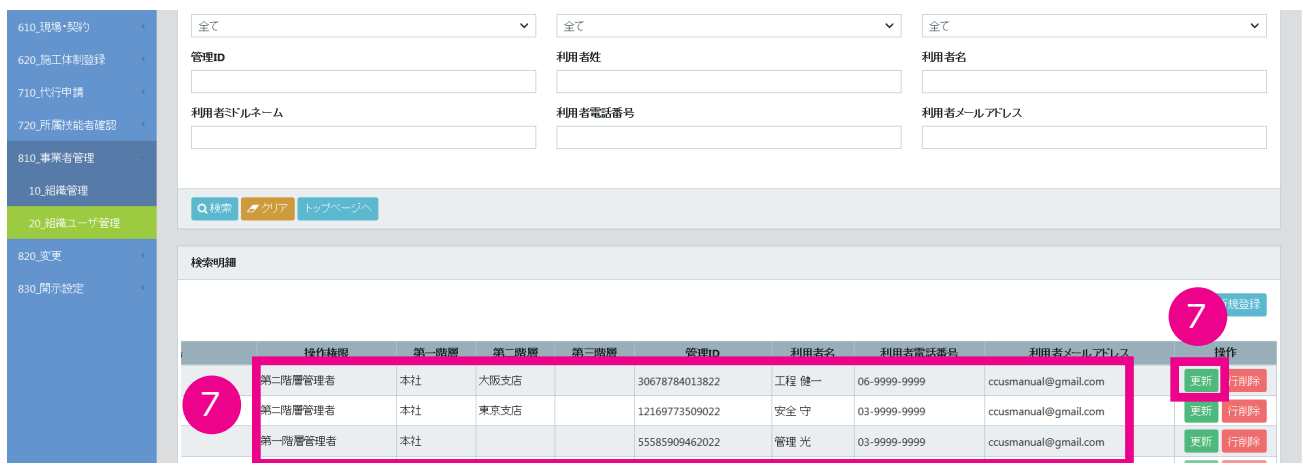 610_現場・契約
620_施工体制登録
710_代行申請
720_所属技能者確認
810_事業者管理
10_組織管理
20_組織ユーザ管理
820_変更
830_開示設定
全て 全て 全て
管理ID 利用者姓 利用者名
利用者ミドルネーム 利用者電話番号 利用者メールアドレス
検索 クリア トップページへ
検索明細
規登録
7
操作権限 第一階層 第二階層 第三階層 管理ID 利用者名 利用者電話番号 利用者メールアドレス 操作
7
第二階層管理者 本社 大阪支店 30678784013822 工程 健一 06-9999-9999 ccusmanual@gmail.com 更新 行削除
第二階層管理者 本社 東京支店 12169773509022 安全 守 03-9999-9999 ccusmanual@gmail.com 更新 行削除
第一階層管理者 本社 55585909462022 管理 光 03-9999-9999 ccusmanual@gmail.com 更新 行削除